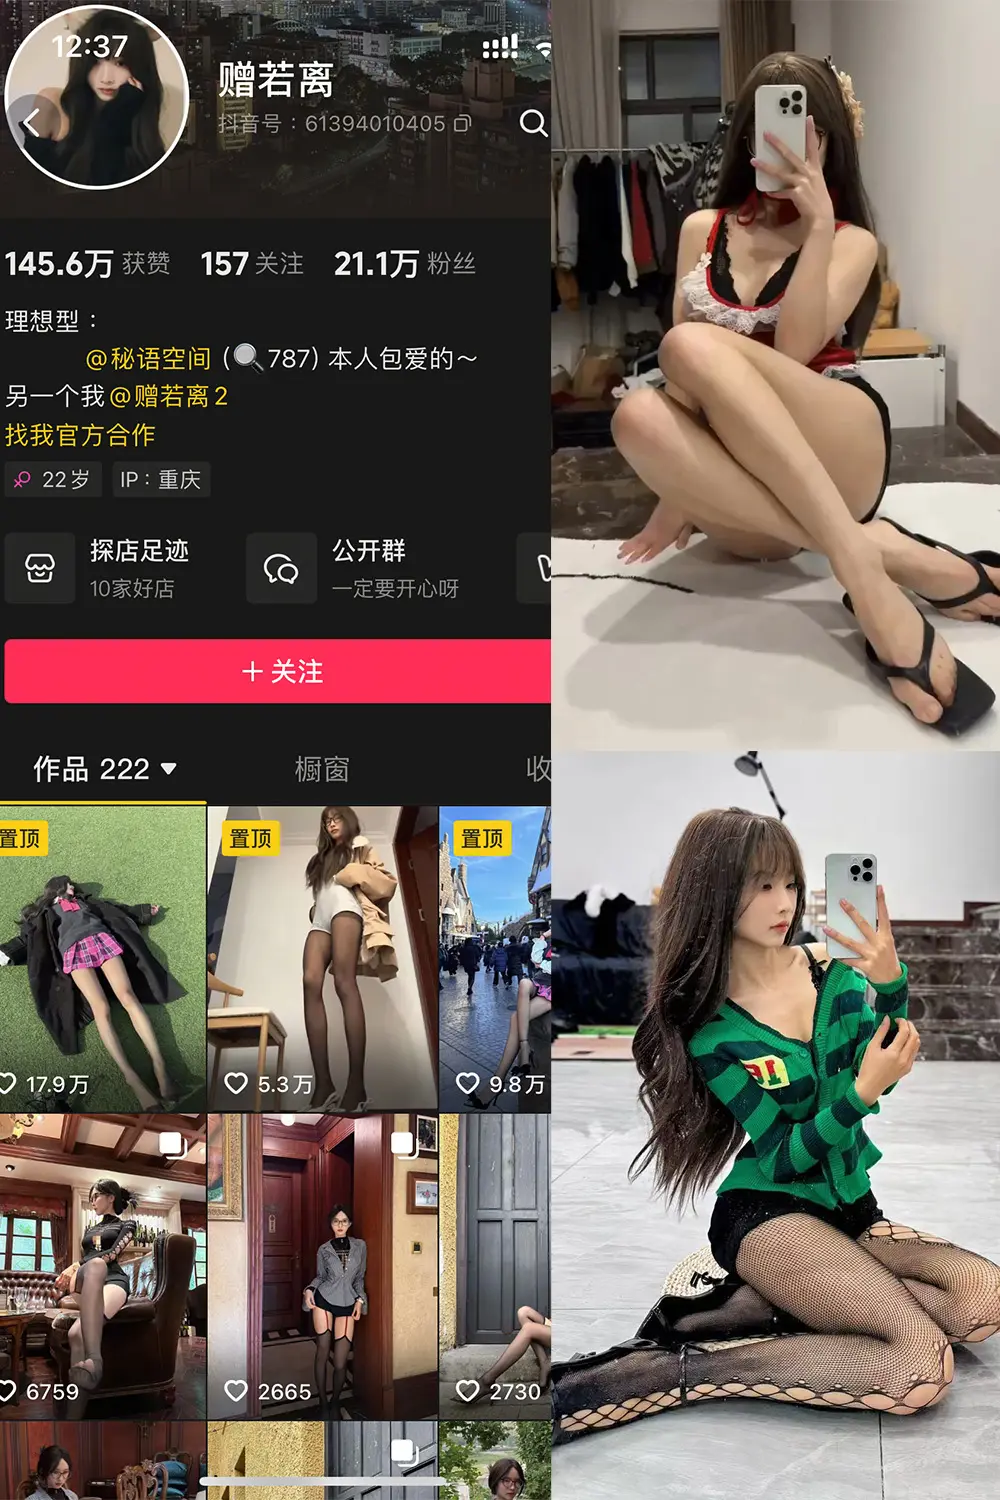 12:37
赠若离
抖音号：61394010405
145.6万 获赞 157 关注 21.1万 粉丝
理想型：
@秘语空间 (🔍787) 本人包爱的～
另一个我@赠若离2
找我官方合作
22岁 IP：重庆
探店足迹 公开群
10家好店 一定要开心呀
+ 关注
作品 222 橱窗 收
置顶 置顶 置顶
17.9万 5.3万 9.8万
6759 2665 2730